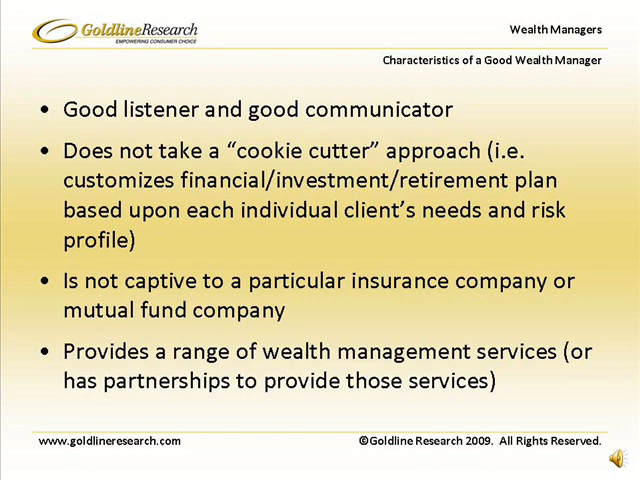 GoldlineResearch
EMPOWERING CONSUMER CHOICE
Wealth Managers
Characteristics of a Good Wealth Manager
• Good listener and good communicator
• Does not take a “cookie cutter” approach (i.e.
customizes financial/investment/retirement plan
based upon each individual client’s needs and risk
profile)
• Is not captive to a particular insurance company or
mutual fund company
• Provides a range of wealth management services (or
has partnerships to provide those services)
www.goldlineresearch.com
©Goldline Research 2009. All Rights Reserved.